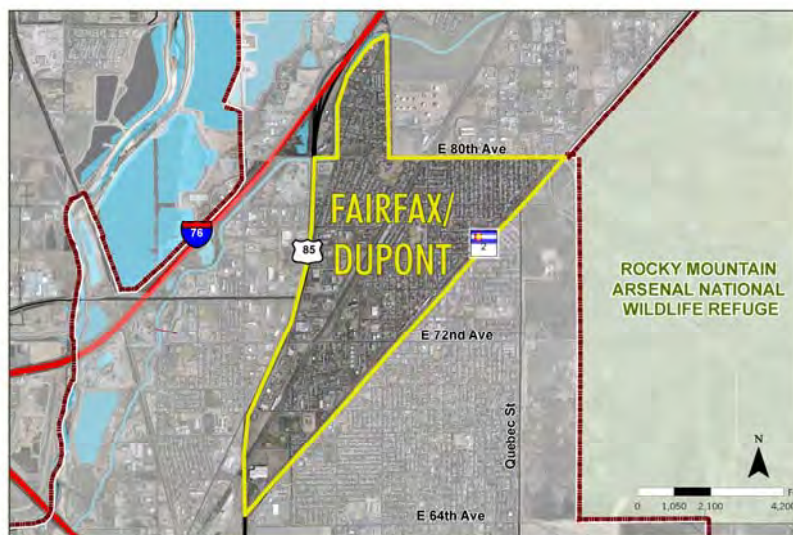 E 80th Ave
FAIRFAX/
DUPONT
76
85
2
ROCKY MOUNTAIN
ARSENAL NATIONAL
WILDLIFE REFUGE
E 72nd Ave
Quebec St
N
0 1,050 2,100 4,200
E 64th Ave